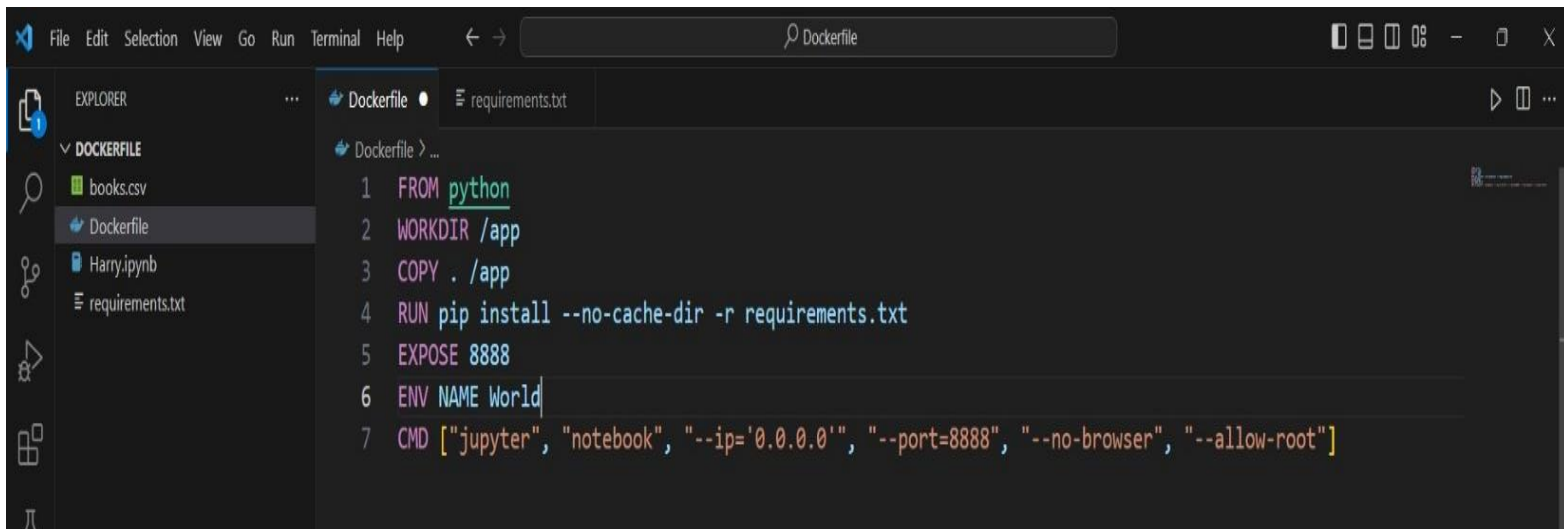 File Edit Selection View Go Run Terminal Help
Dockerfile
EXPLORER ...
Dockerfile
requirements.txt
1
DOCKERFILE
books.csv
Dockerfile
Harry.ipynb
requirements.txt
Dockerfile > ...
1 FROM python
2 WORKDIR /app
3 COPY . /app
4 RUN pip install --no-cache-dir -r requirements.txt
5 EXPOSE 8888
6 ENV NAME World
7 CMD ["jupyter", "notebook", "--ip='0.0.0.0'", "--port=8888", "--no-browser", "--allow-root"]